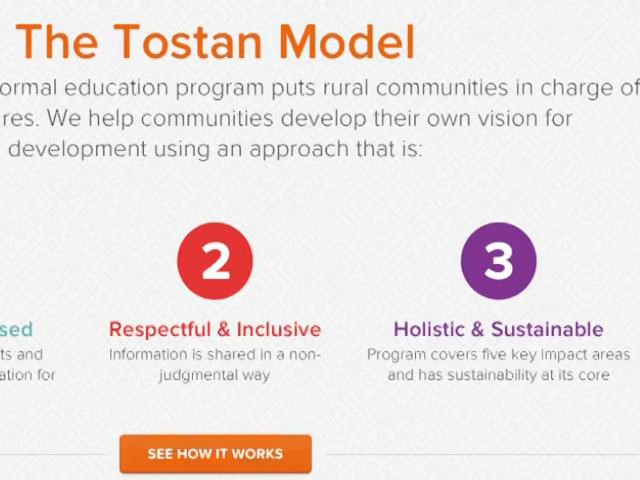 The Tostan Model
ormal education program puts rural communities in charge of
res. We help communities develop their own vision for
development using an approach that is:
2
3
sed
Respectful & Inclusive
Holistic & Sustainable
ts and
Information is shared in a non-
Program covers five key impact areas
ation for
judgmental way
and has sustainability at its core
SEE HOW IT WORKS